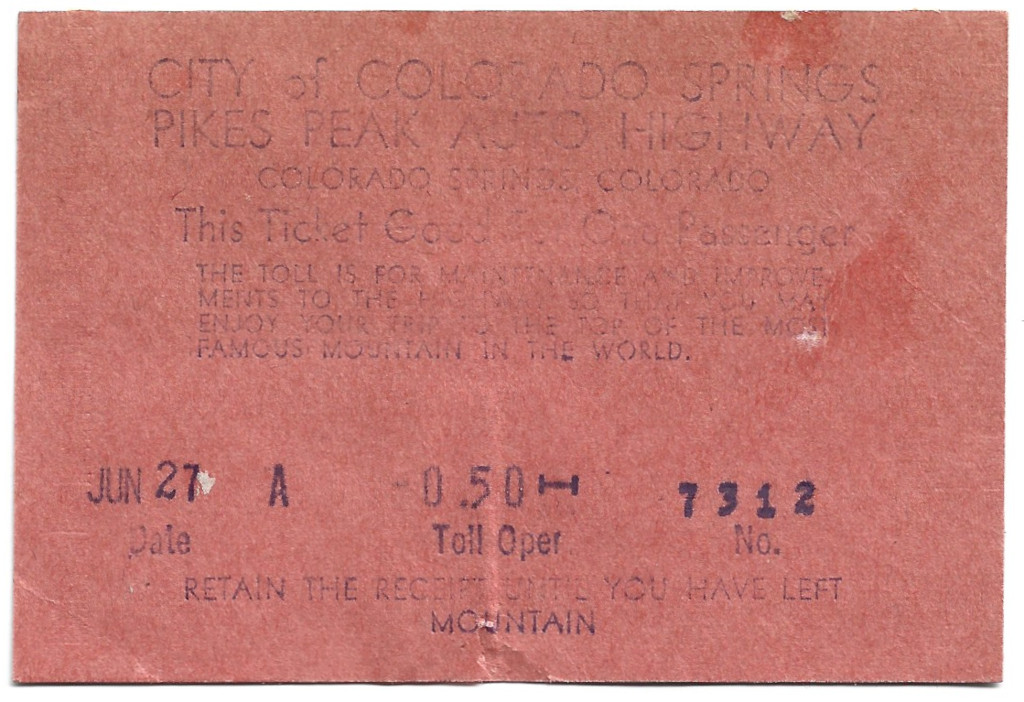 CITY of COLORADO SPRINGS
PIKES PEAK AUTO HIGHWAY
COLORADO SPRINGS, COLORADO
This Ticket Good For One Passenger
THE TOLL IS FOR MAINTENANCE AND IMPROVE-
MENTS TO THE HIGHWAY SO THAT YOU MAY
ENJOY YOUR TRIP TO THE TOP OF THE MOST
FAMOUS MOUNTAIN IN THE WORLD.
JUN 27 A 0.50 H 7312
Date Toll Oper. No.
RETAIN THE RECEIPT UNTIL YOU HAVE LEFT
MOUNTAIN